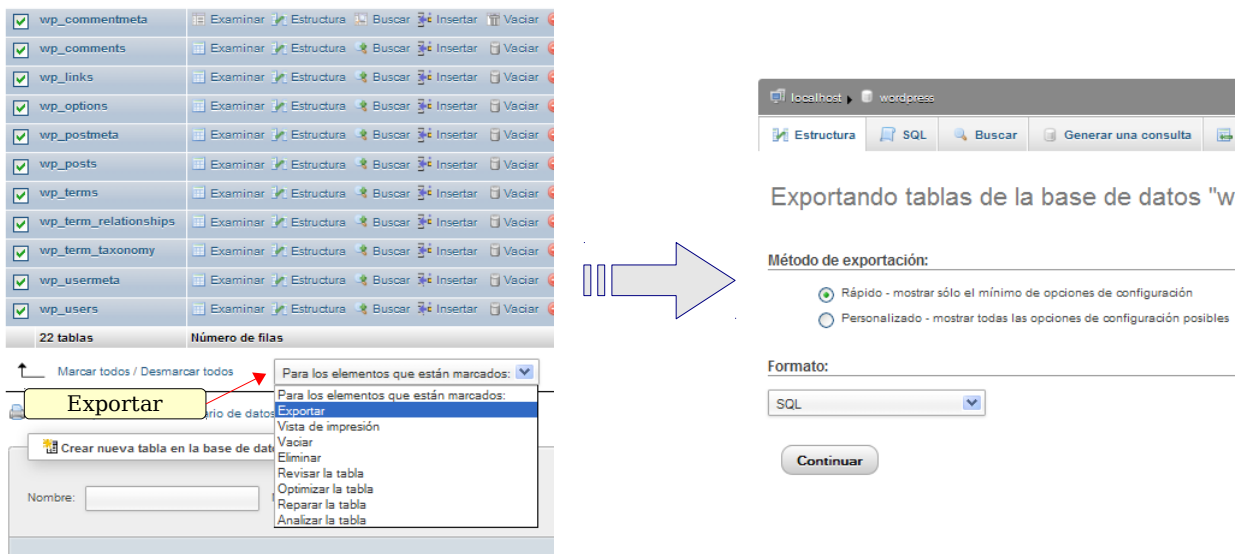 wp_commentmeta Examinar Estructura Buscar Insertar Vaciar
wp_comments Examinar Estructura Buscar Insertar Vaciar
wp_links Examinar Estructura Buscar Insertar Vaciar
wp_options Examinar Estructura Buscar Insertar Vaciar
wp_postmeta Examinar Estructura Buscar Insertar Vaciar
wp_posts Examinar Estructura Buscar Insertar Vaciar
wp_terms Examinar Estructura Buscar Insertar Vaciar
wp_term_relationships Examinar Estructura Buscar Insertar Vaciar
wp_term_taxonomy Examinar Estructura Buscar Insertar Vaciar
wp_usermeta Examinar Estructura Buscar Insertar Vaciar
wp_users Examinar Estructura Buscar Insertar Vaciar
22 tablas Número de filas
Marcar todos / Desmarcar todos Para los elementos que están marcados:
Exportar
ario de datos
Para los elementos que están marcados:
Exportar
Vista de impresión
Vaciar
Eliminar
Revisar la tabla
Optimizar la tabla
Reparar la tabla
Analizar la tabla
Crear nueva tabla en la base de dat
Nombre:
localhost wordpress
Estructura SQL Buscar Generar una consulta
Exportando tablas de la base de datos "w
Método de exportación:
Rápido - mostrar sólo el mínimo de opciones de configuración
Personalizado - mostrar todas las opciones de configuración posibles
Formato:
SQL
Continuar